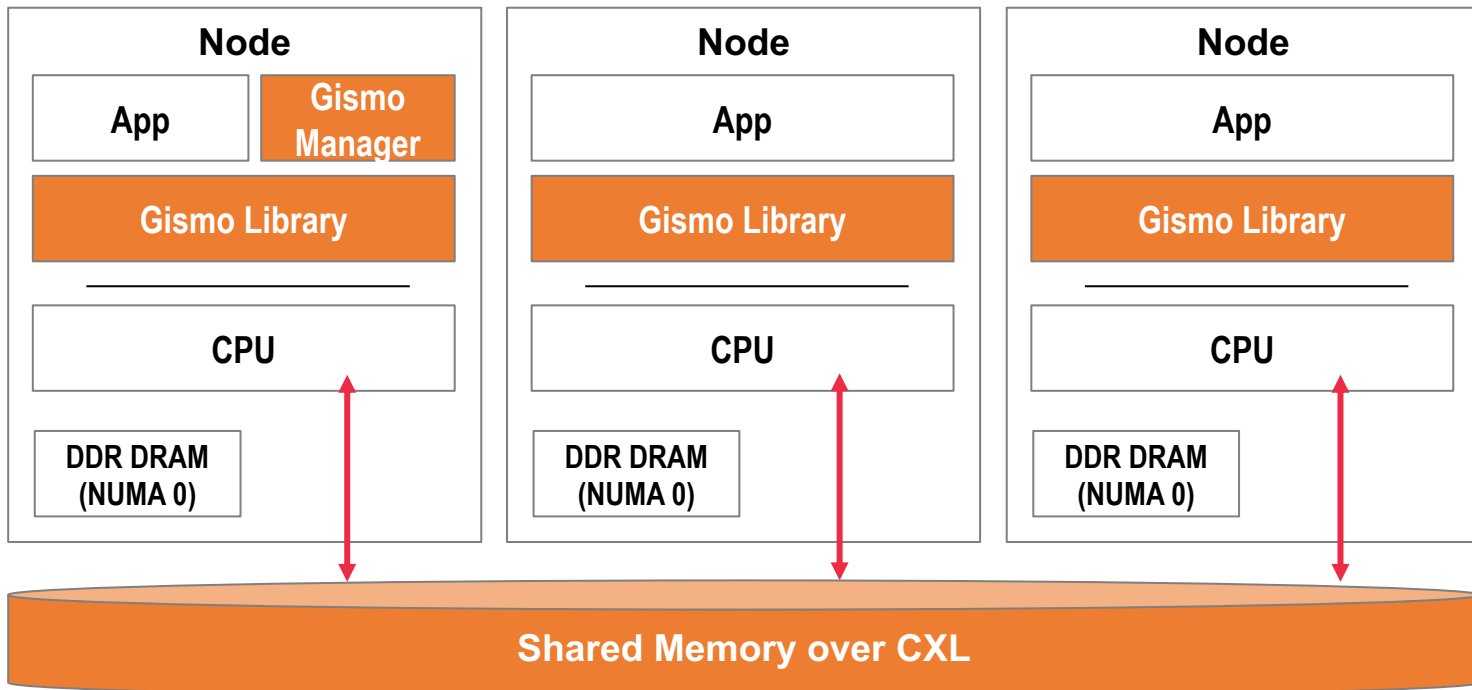 Node
App
Gismo
Manager
Gismo Library
CPU
DDR DRAM
(NUMA 0)
Node
App
Gismo Library
CPU
DDR DRAM
(NUMA 0)
Node
App
Gismo Library
CPU
DDR DRAM
(NUMA 0)
Shared Memory over CXL